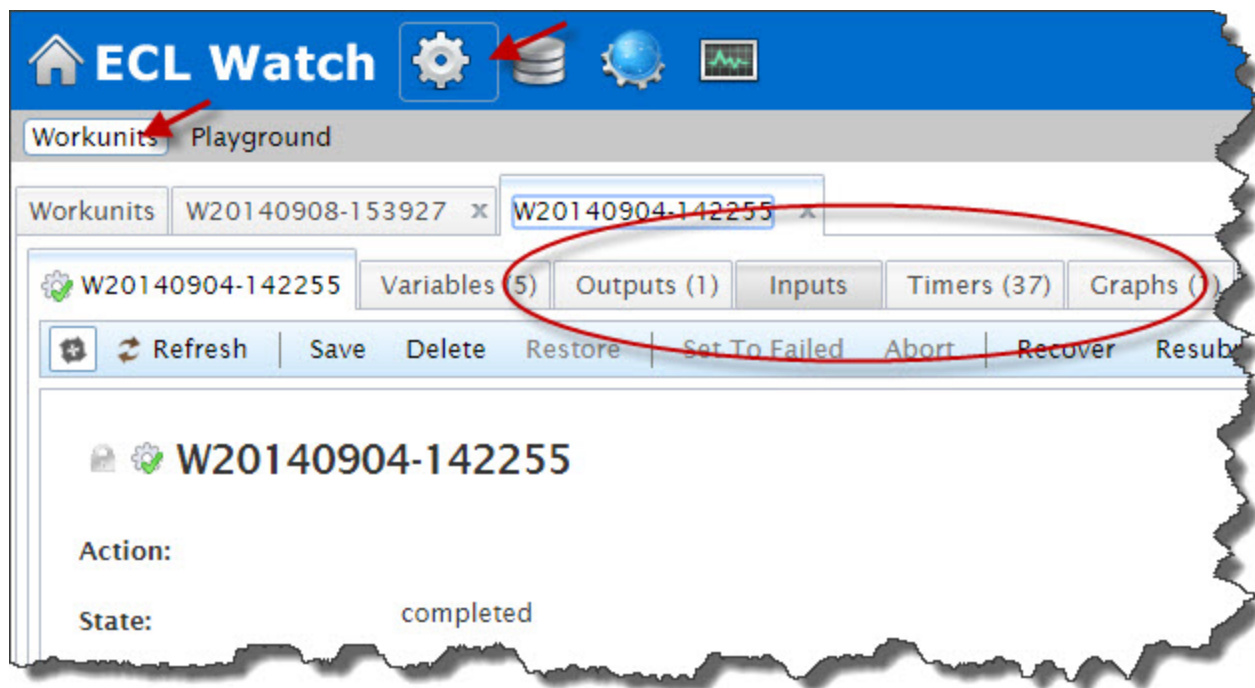 ECL Watch
Workunits Playground
Workunits W20140908-153927 x W20140904-142255 x
W20140904-142255 Variables (5) Outputs (1) Inputs Timers (37) Graphs (1)
Refresh Save Delete Restore Set To Failed Abort Recover
W20140904-142255
Action:
State: completed